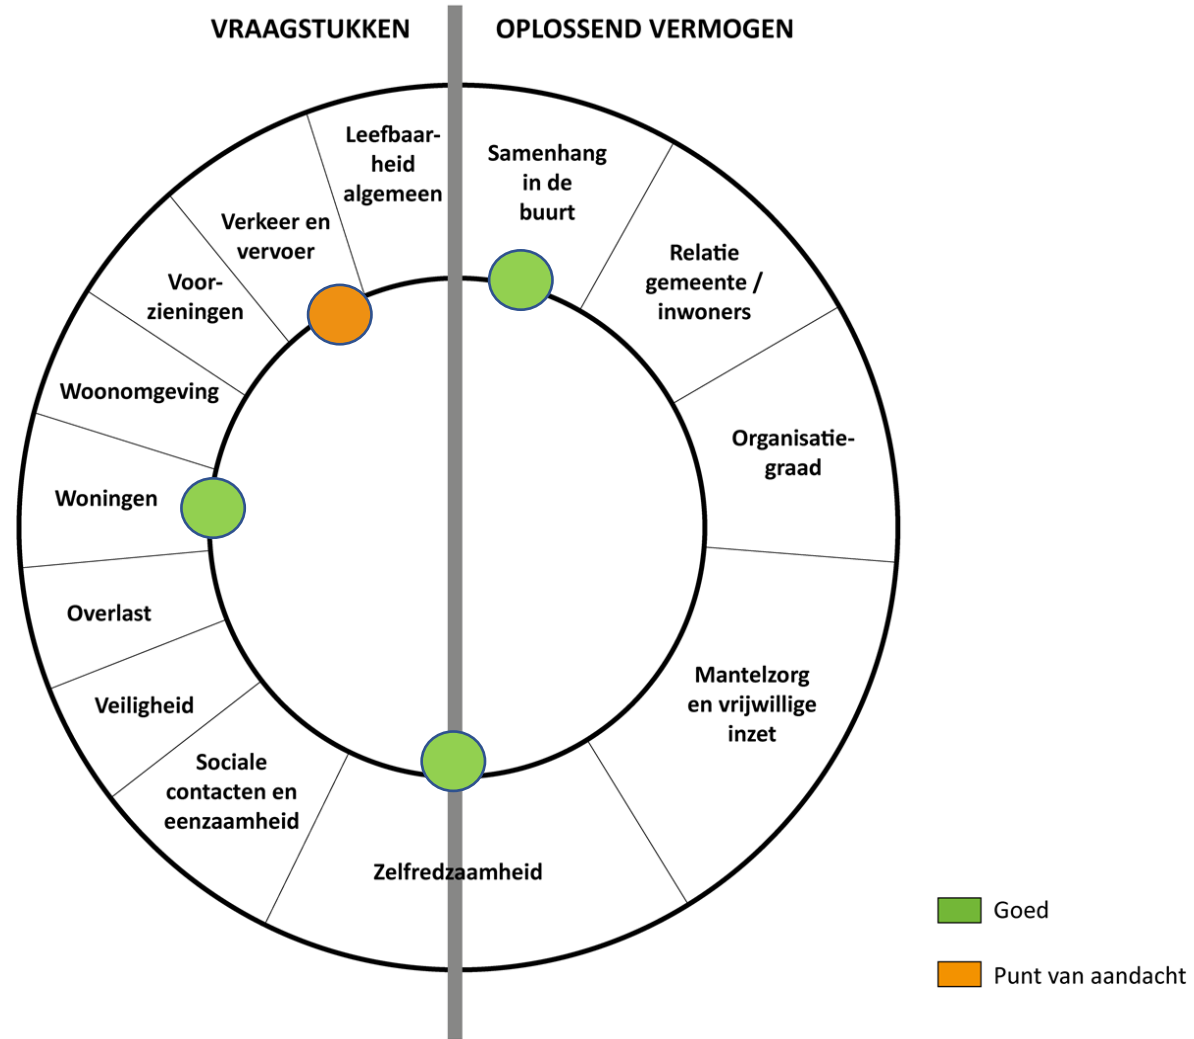 VRAAGSTUKKEN
OPLOSSEND VERMOGEN
Leefbaar-
heid
algemeen
Samenhang
in de
buurt
Verkeer en
vervoer
Relatie
gemeente /
inwoners
Voor-
zieningen
Woonomgeving
Organisatie-
graad
Woningen
Overlast
Veiligheid
Mantelzorg
en vrijwillige
inzet
Sociale
contacten en
eenzaamheid
Zelfredzaamheid
Goed
Punt van aandacht